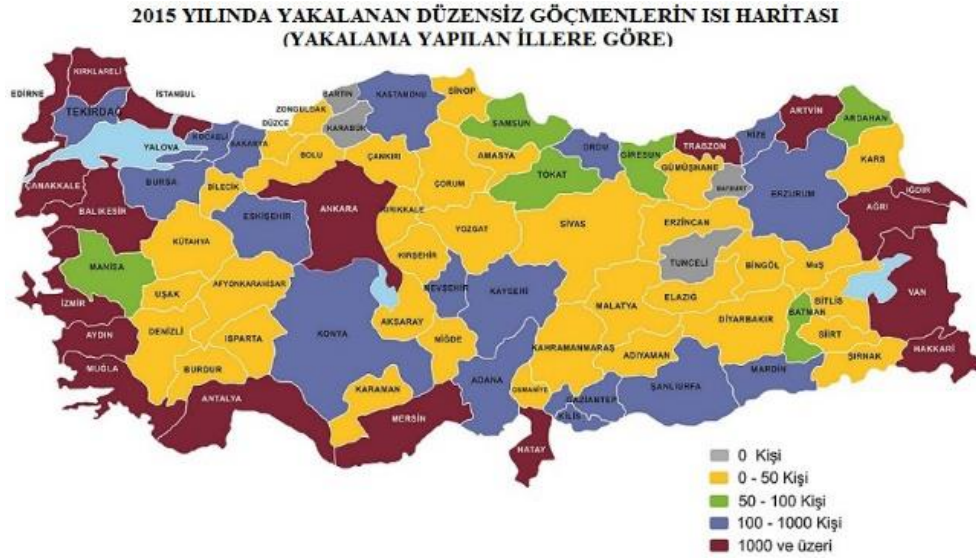 2015 YILINDA YAKALANAN DÜZENSİZ GÖÇMENLERİN ISI HARİTASI
(YAKALAMA YAPILAN İLLERE GÖRE)
KIRKLARELİ
EDİRNE
İSTANBUL
TEKİRDAĞ
YALOVA
KOCAELİ
SAKARYA
DÜZCE
ZONGULDAK
BARTIN
KARABÜK
KASTAMONU
SİNOP
SAMSUN
ORDU
GİRESUN
TRABZON
RİZE
ARTVİN
ARDAHAN
KARS
BOLU
ÇANKIRI
ÇORUM
AMASYA
TOKAT
GÜMÜŞHANE
BAYBURT
ERZURUM
IĞDIR
AĞRI
ÇANAKKALE
BALIKESİR
BURSA
BİLECİK
ESKİŞEHİR
ANKARA
KIRIKKALE
YOZGAT
SİVAS
ERZİNCAN
TUNCELİ
BİNGÖL
MUŞ
VAN
KÜTAHYA
MANİSA
UŞAK
AFYONKARAHİSAR
KIRŞEHİR
NEVŞEHİR
KAYSERİ
MALATYA
ELAZIĞ
DİYARBAKIR
BATMAN
BİTLİS
SİİRT
ŞIRNAK
HAKKARİ
İZMİR
AYDIN
DENİZLİ
ISPARTA
BURDUR
KONYA
AKSARAY
NİĞDE
KAHRAMANMARAŞ
ADIYAMAN
MARDİN
ŞANLIURFA
MUĞLA
ANTALYA
KARAMAN
MERSİN
ADANA
OSMANİYE
GAZİANTEP
KİLİS
HATAY
0 Kişi
0 - 50 Kişi
50 - 100 Kişi
100 - 1000 Kişi
1000 ve üzeri